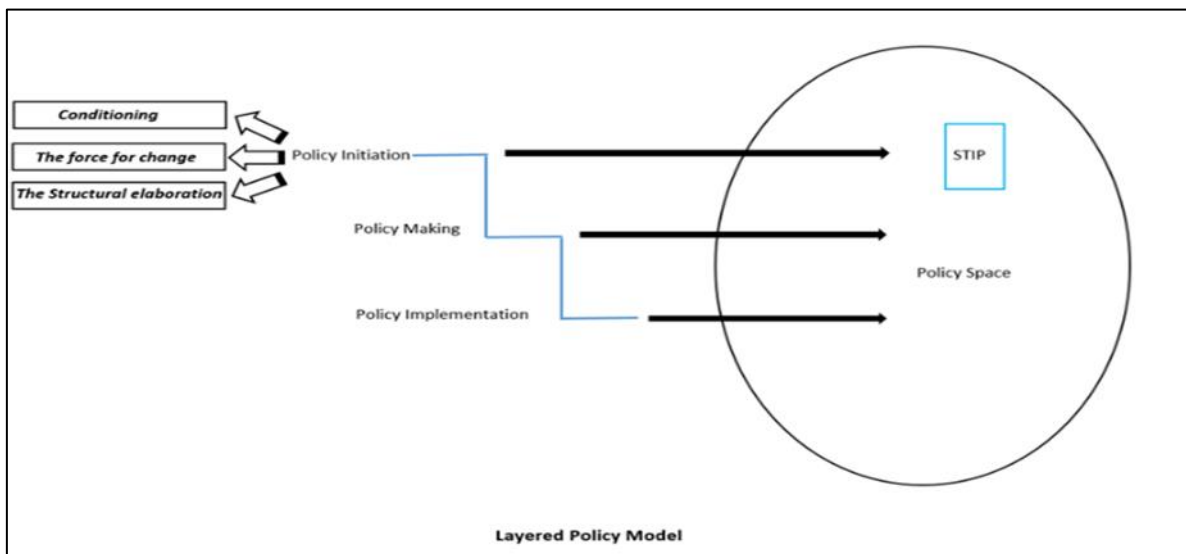 Conditioning
The force for change
The Structural elaboration
Policy Initiation
STIP
Policy Making
Policy Space
Policy Implementation
Layered Policy Model